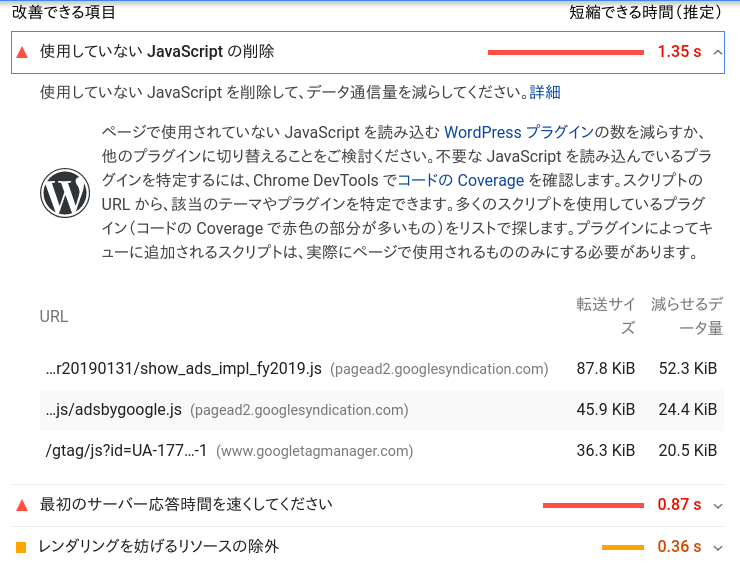 改善できる項目 短縮できる時間（推定）
使用していない JavaScript の削除 1.35 s
使用していない JavaScript を削除して、データ通信量を減らしてください。詳細
ページで使用されていない JavaScript を読み込む WordPress プラグインの数を減らすか、
他のプラグインに切り替えることをご検討ください。不要な JavaScript を読み込んでいるプラ
グインを特定するには、Chrome DevTools でコードの Coverage を確認します。スクリプトの
URL から、該当のテーマやプラグインを特定できます。多くのスクリプトを使用しているプラグ
イン（コードの Coverage で赤色の部分が多いもの）をリストで探します。プラグインによってキ
ューに追加されるスクリプトは、実際にページで使用されるもののみにする必要があります。
URL 転送サイズ 減らせるデータ量
...r20190131/show_ads_impl_fy2019.js (pagead2.googlesyndication.com) 87.8 KiB 52.3 KiB
...js/adsbygoogle.js (pagead2.googlesyndication.com) 45.9 KiB 24.4 KiB
/gtag/js?id=UA-177...-1 (www.googletagmanager.com) 36.3 KiB 20.5 KiB
最初のサーバー応答時間を速くしてください 0.87 s
レンダリングを妨げるリソースの除外 0.36 s